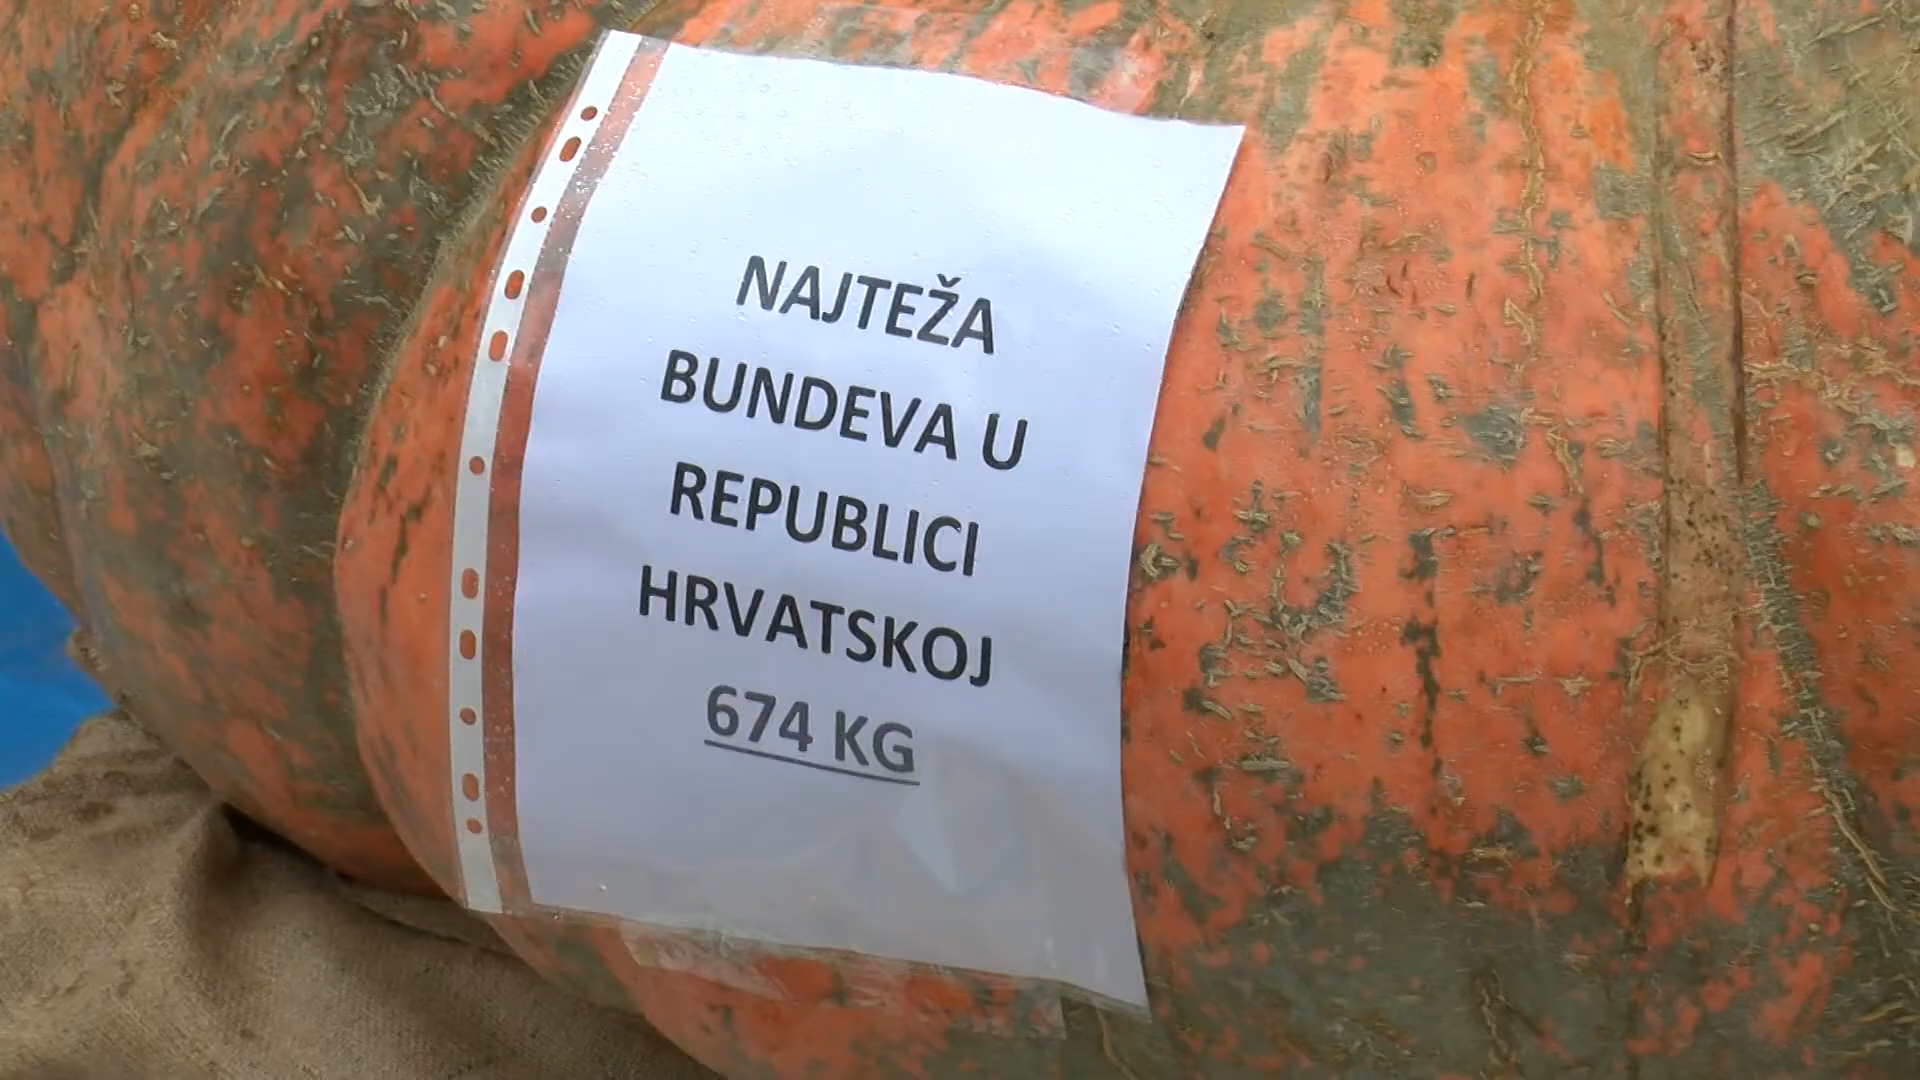 NAJTEŽA
BUNDEVA U
REPUBLICI
HRVATSKOJ
674 KG